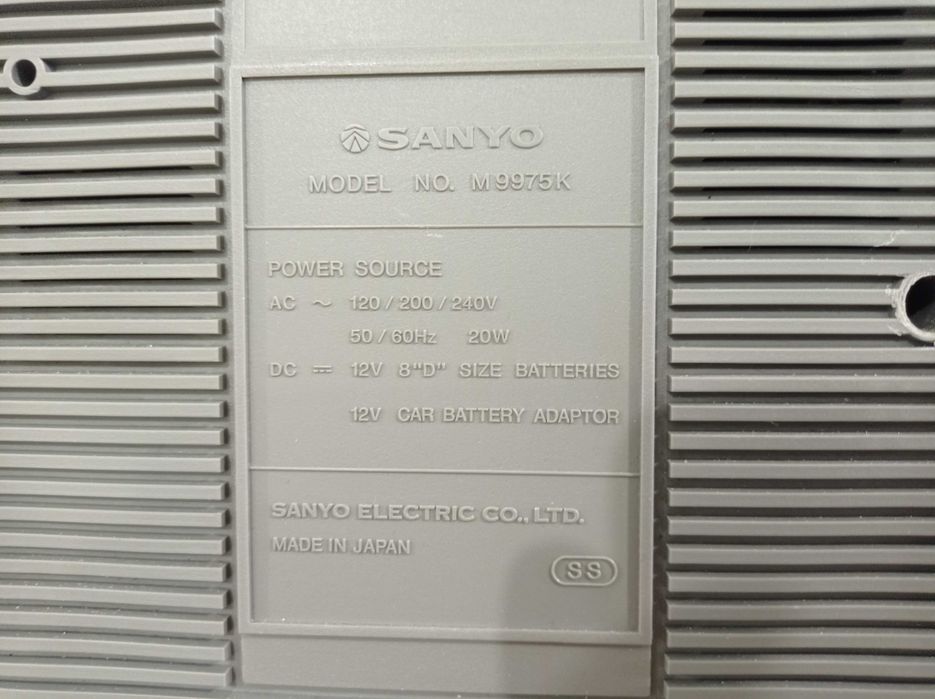 SANYO
MODEL NO. M9975K
POWER SOURCE
AC ~ 120/200/240V
50/60Hz 20W
DC ⎓ 12V 8"D" SIZE BATTERIES
12V CAR BATTERY ADAPTOR
SANYO ELECTRIC CO., LTD.
MADE IN JAPAN
SS